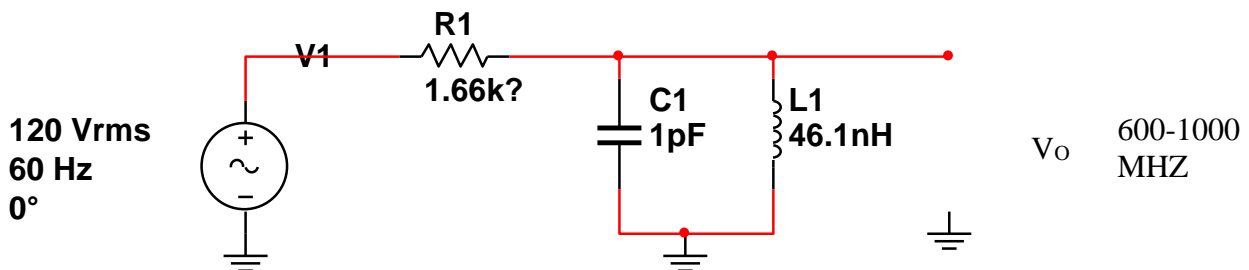 V1
R1
1.66k?
120 Vrms
60 Hz
0°
C1
1pF
L1
46.1nH
VO
600-1000
MHZ